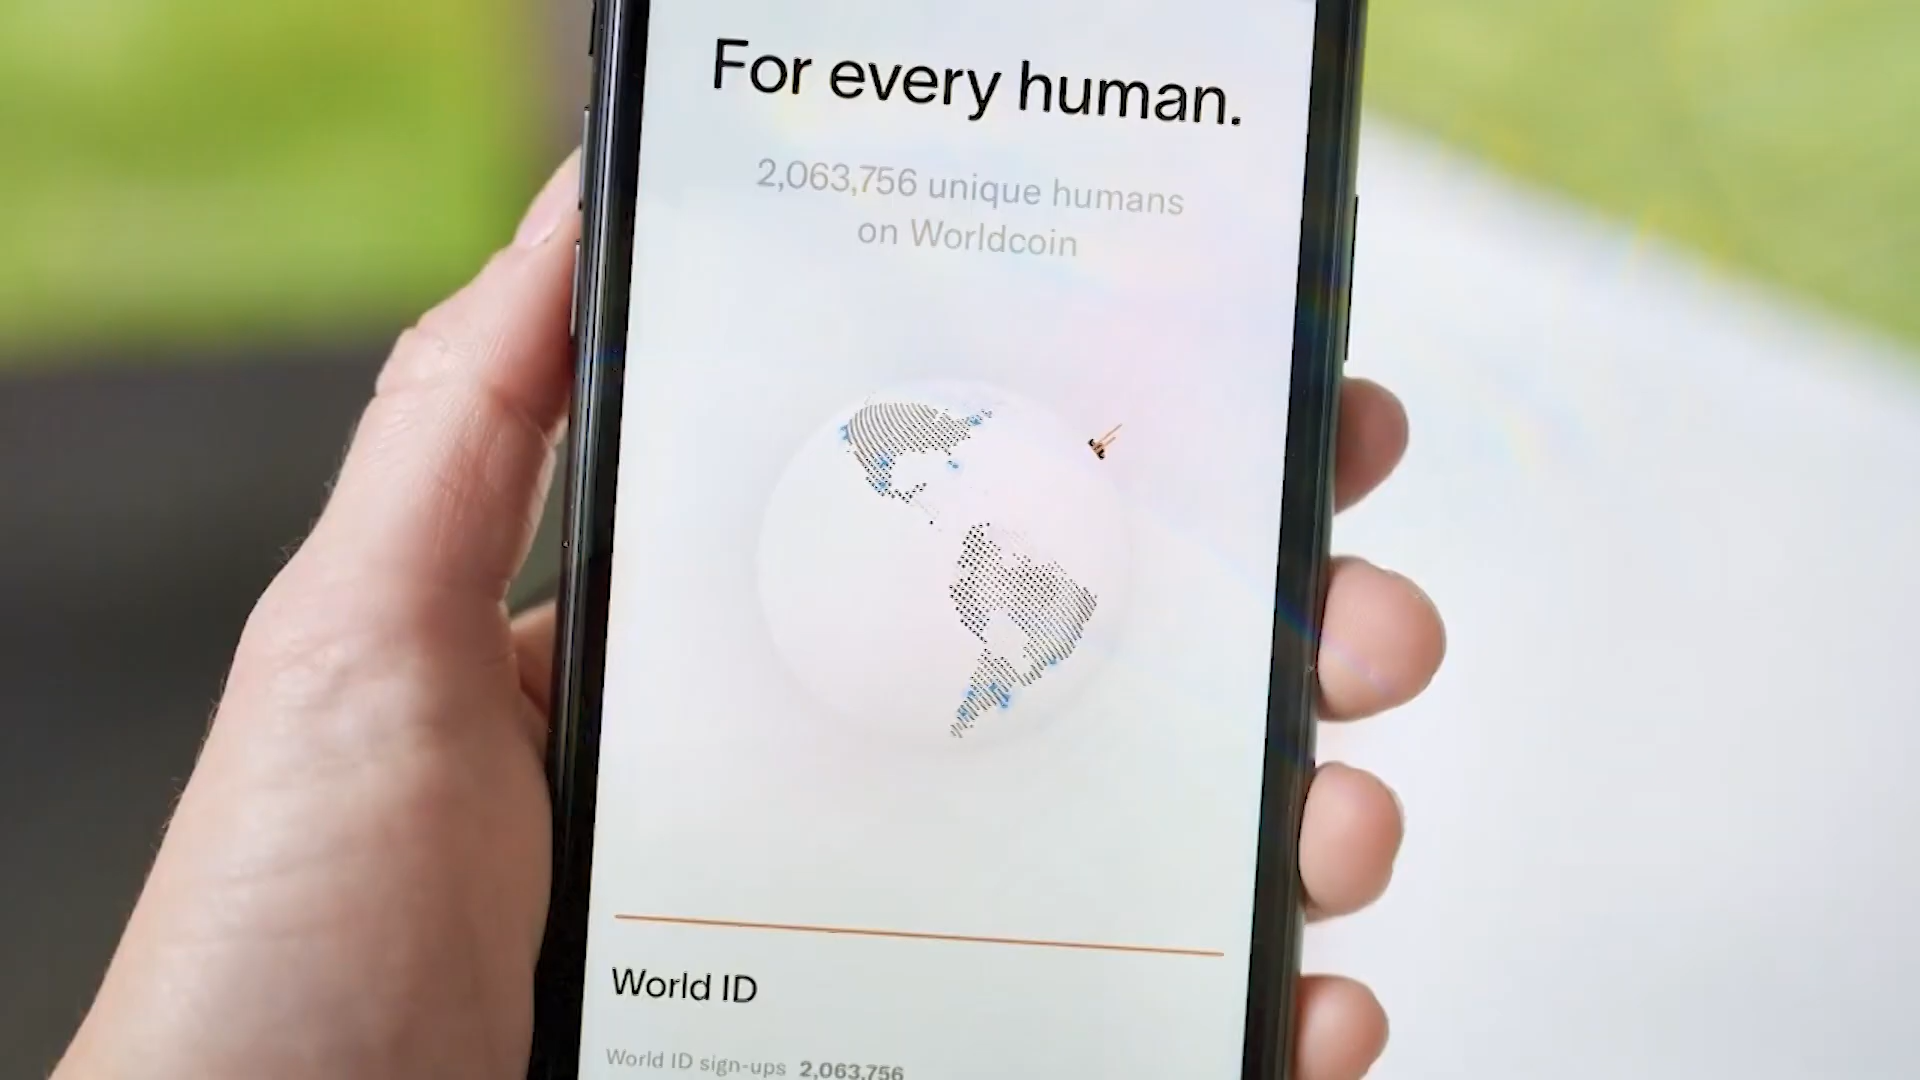 For every human.
2,063,756 unique humans
on Worldcoin
World ID
World ID sign-ups 2,063,756